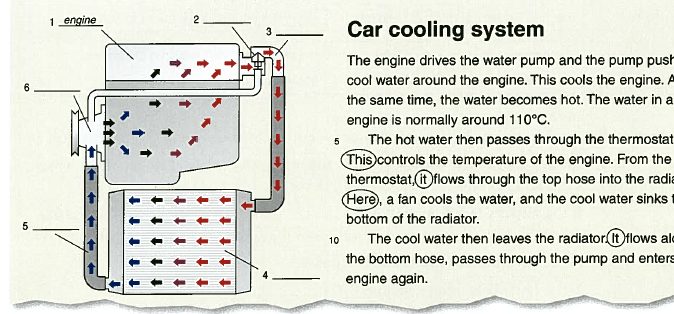 1 engine
2
3
6
5
4
Car cooling system
The engine drives the water pump and the pump
cool water around the engine. This cools the engine.
the same time, the water becomes hot. The water in a
engine is normally around 110°C.
5 The hot water then passes through the thermostat
This controls the temperature of the engine. From the
thermostat, it flows through the top hose into the
Here, a fan cools the water, and the cool water sinks
bottom of the radiator.
10 The cool water then leaves the radiator. It flows
the bottom hose, passes through the pump and enters
engine again.